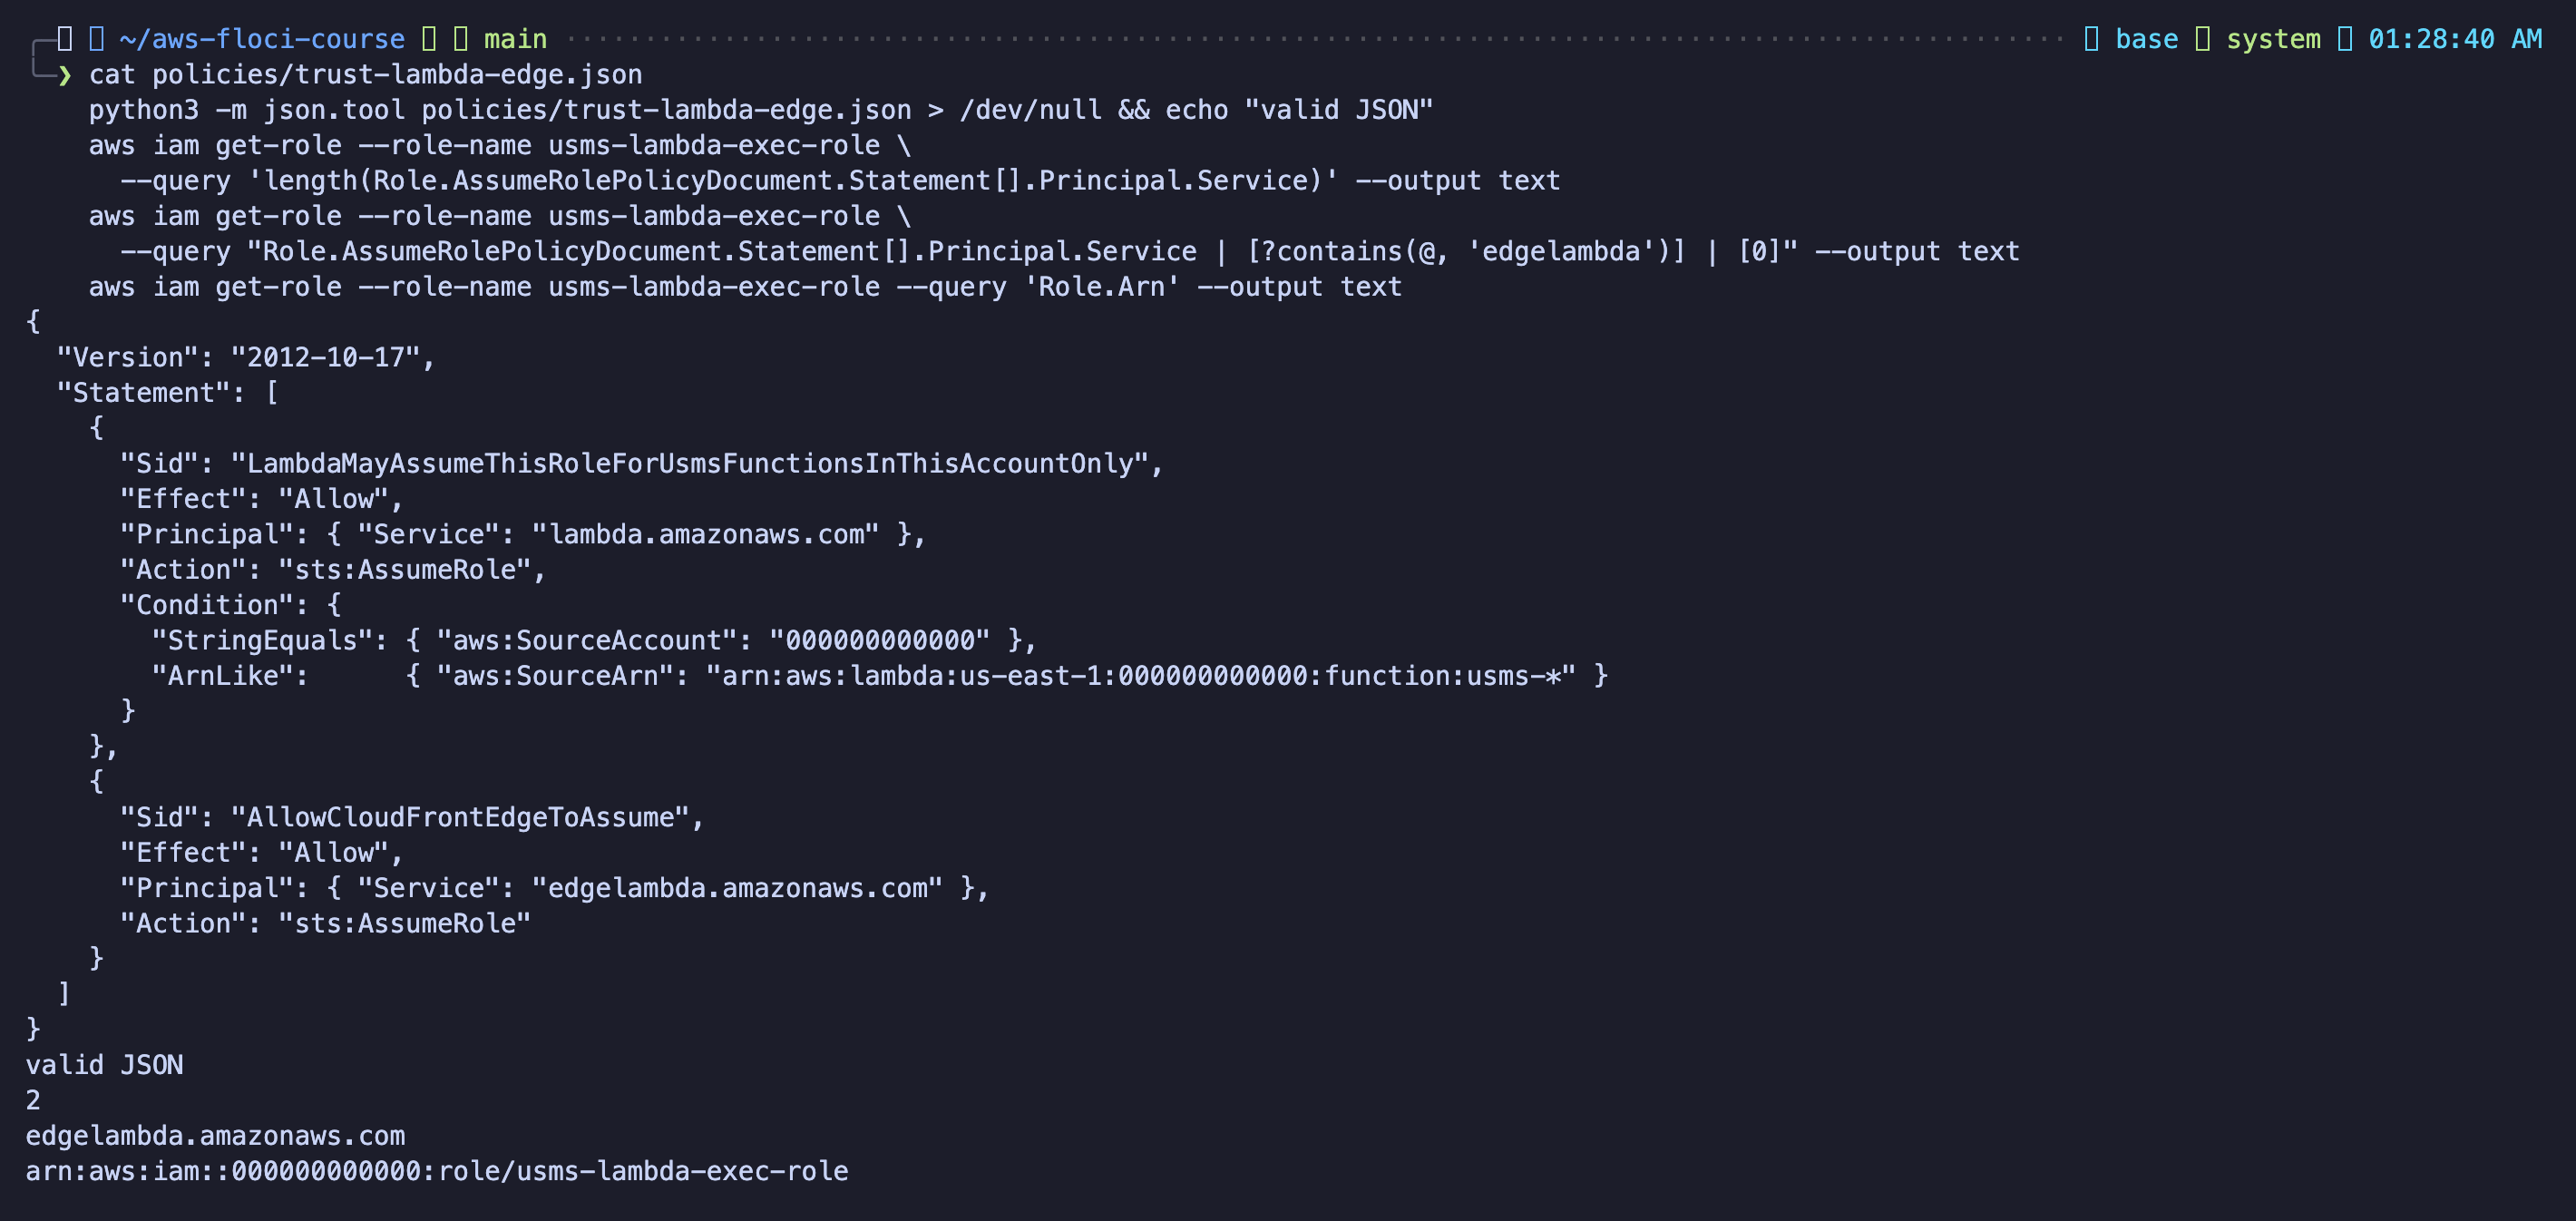 ~/aws-floci-course main base system 01:28:40 AM
❯ cat policies/trust-lambda-edge.json
python3 -m json.tool policies/trust-lambda-edge.json > /dev/null && echo "valid JSON"
aws iam get-role --role-name usms-lambda-exec-role \
--query 'length(Role.AssumeRolePolicyDocument.Statement[].Principal.Service)' --output text
aws iam get-role --role-name usms-lambda-exec-role \
--query "Role.AssumeRolePolicyDocument.Statement[].Principal.Service | [?contains(@, 'edgelambda')] | [0]" --output text
aws iam get-role --role-name usms-lambda-exec-role --query 'Role.Arn' --output text
{
  "Version": "2012-10-17",
  "Statement": [
    {
      "Sid": "LambdaMayAssumeThisRoleForUsmsFunctionsInThisAccountOnly",
      "Effect": "Allow",
      "Principal": { "Service": "lambda.amazonaws.com" },
      "Action": "sts:AssumeRole",
      "Condition": {
        "StringEquals": { "aws:SourceAccount": "000000000000" },
        "ArnLike":      { "aws:SourceArn": "arn:aws:lambda:us-east-1:000000000000:function:usms-*" }
      }
    },
    {
      "Sid": "AllowCloudFrontEdgeToAssume",
      "Effect": "Allow",
      "Principal": { "Service": "edgelambda.amazonaws.com" },
      "Action": "sts:AssumeRole"
    }
  ]
}
valid JSON
2
edgelambda.amazonaws.com
arn:aws:iam::000000000000:role/usms-lambda-exec-role